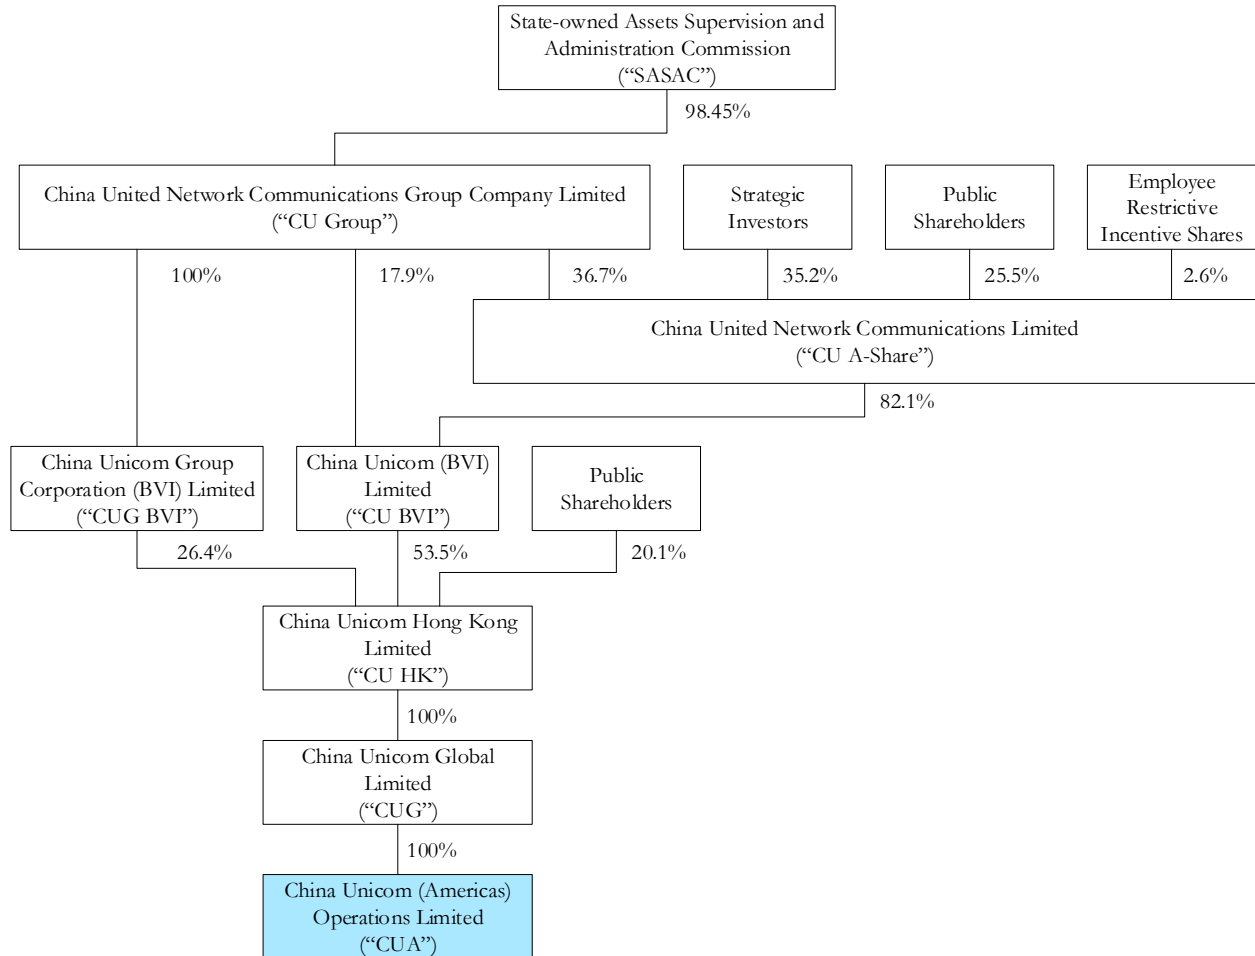 State-owned Assets Supervision and
Administration Commission
(“SASAC”)
98.45%
China United Network Communications Group Company Limited
(“CU Group”)
Strategic
Investors
Public
Shareholders
Employee
Restrictive
Incentive Shares
100%
17.9%
36.7%
35.2%
25.5%
2.6%
China United Network Communications Limited
(“CU A-Share”)
82.1%
China Unicom Group
Corporation (BVI) Limited
(“CUG BVI”)
China Unicom (BVI)
Limited
(“CU BVI”)
Public
Shareholders
26.4%
53.5%
20.1%
China Unicom Hong Kong
Limited
(“CU HK”)
100%
China Unicom Global
Limited
(“CUG”)
100%
China Unicom (Americas)
Operations Limited
(“CUA”)